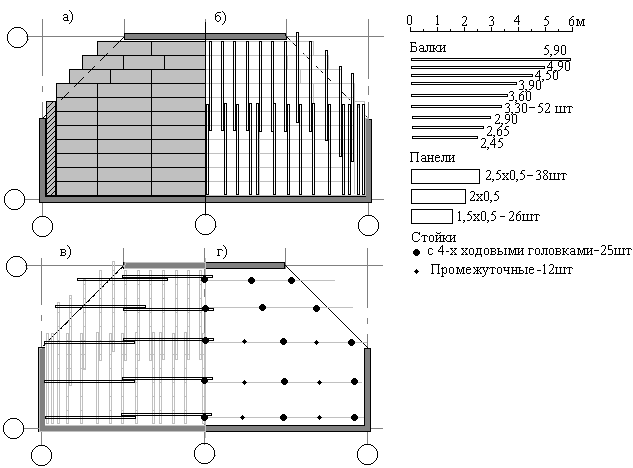 а)
б)
0 1 2 3 4 5 6м
Балки
5,90
4,90
4,50
3,90
3,60
3,30-52 шт
2,90
2,65
2,45
Панели
2,5х0,5-38шт
2х0,5
1,5х0,5-26шт
Стойки
с 4-х ходовыми головками-25шт
Промежуточные-12шт
в)
г)